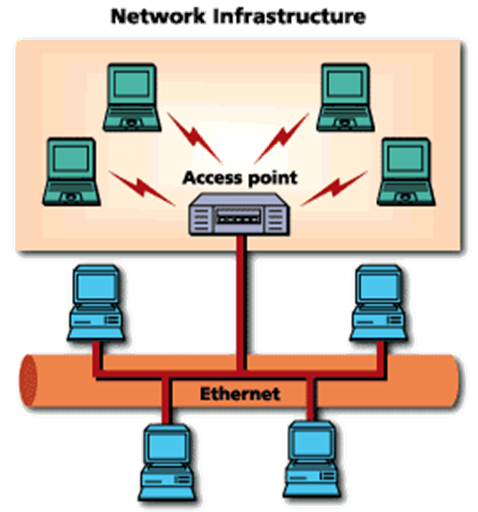 Network Infrastructure
Access point
Ethernet